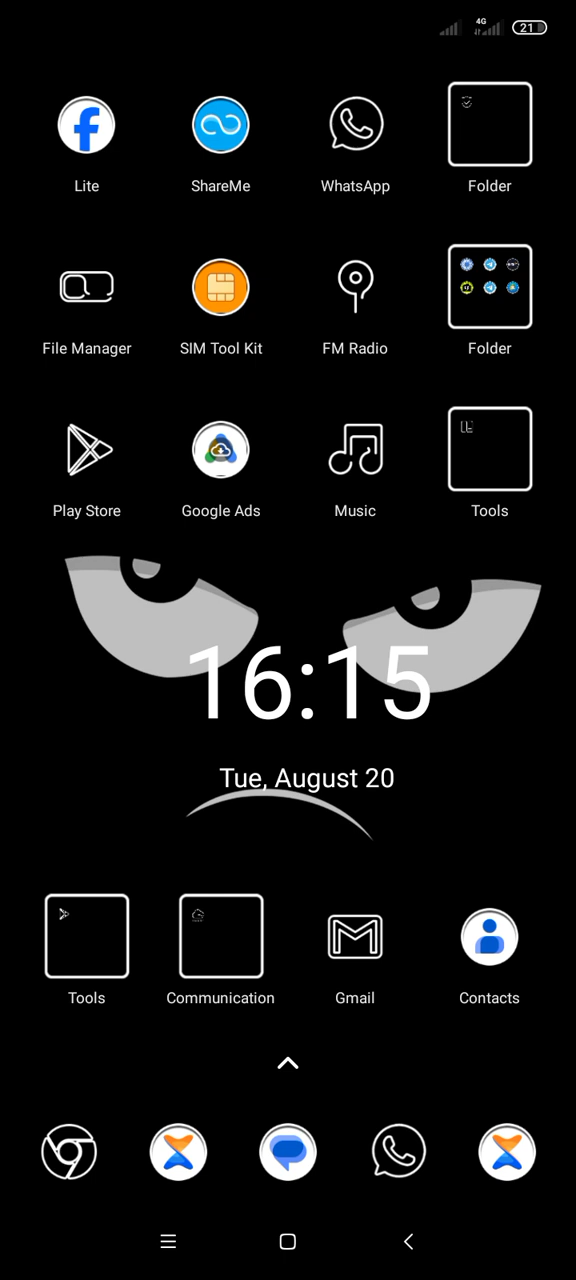 4G
21
Lite
ShareMe
WhatsApp
Folder
File Manager
SIM Tool Kit
FM Radio
Folder
Play Store
Google Ads
Music
Tools
16:15
Tue, August 20
Tools
Communication
Gmail
Contacts